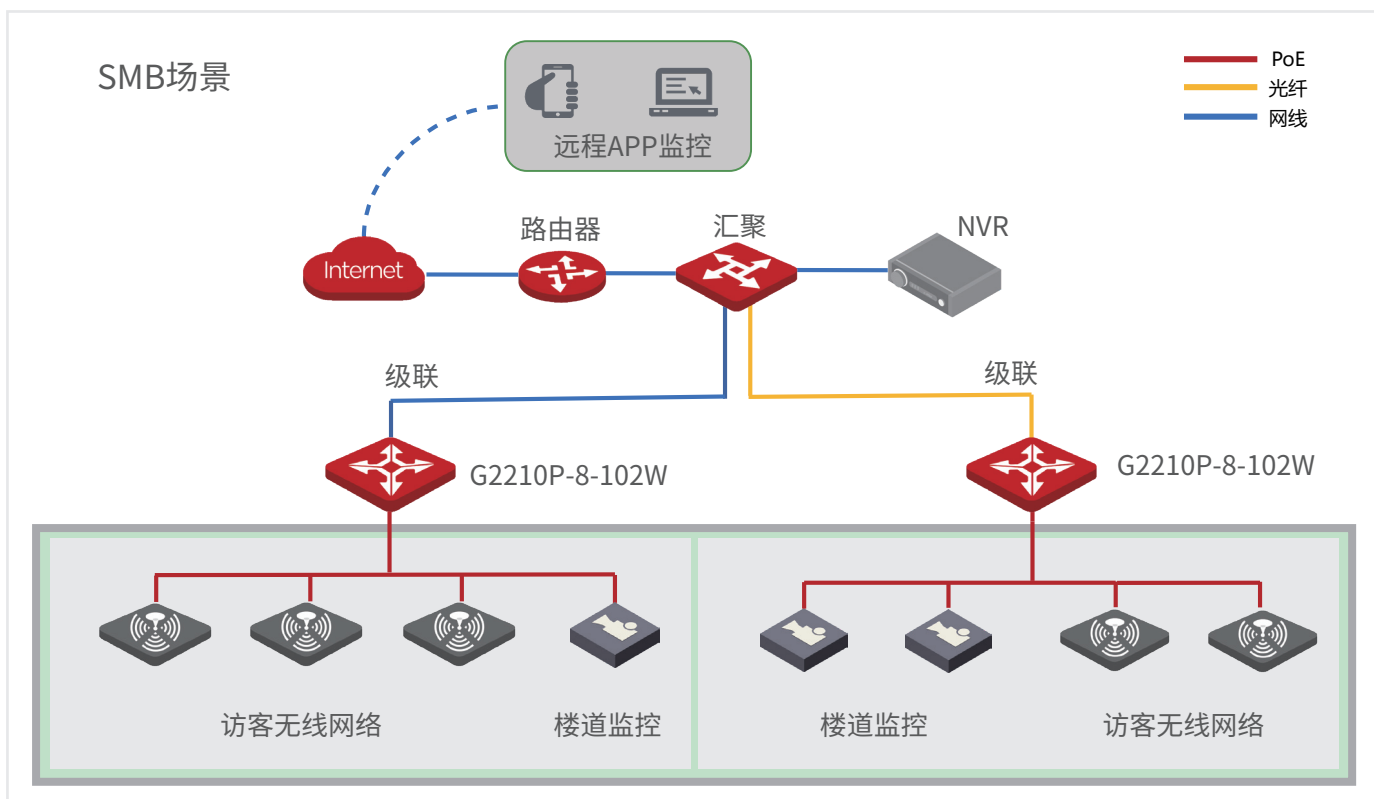 SMB场景
PoE
光纤
网线
远程APP监控
路由器
汇聚
NVR
Internet
级联
级联
G2210P-8-102W
G2210P-8-102W
访客无线网络
楼道监控
楼道监控
访客无线网络